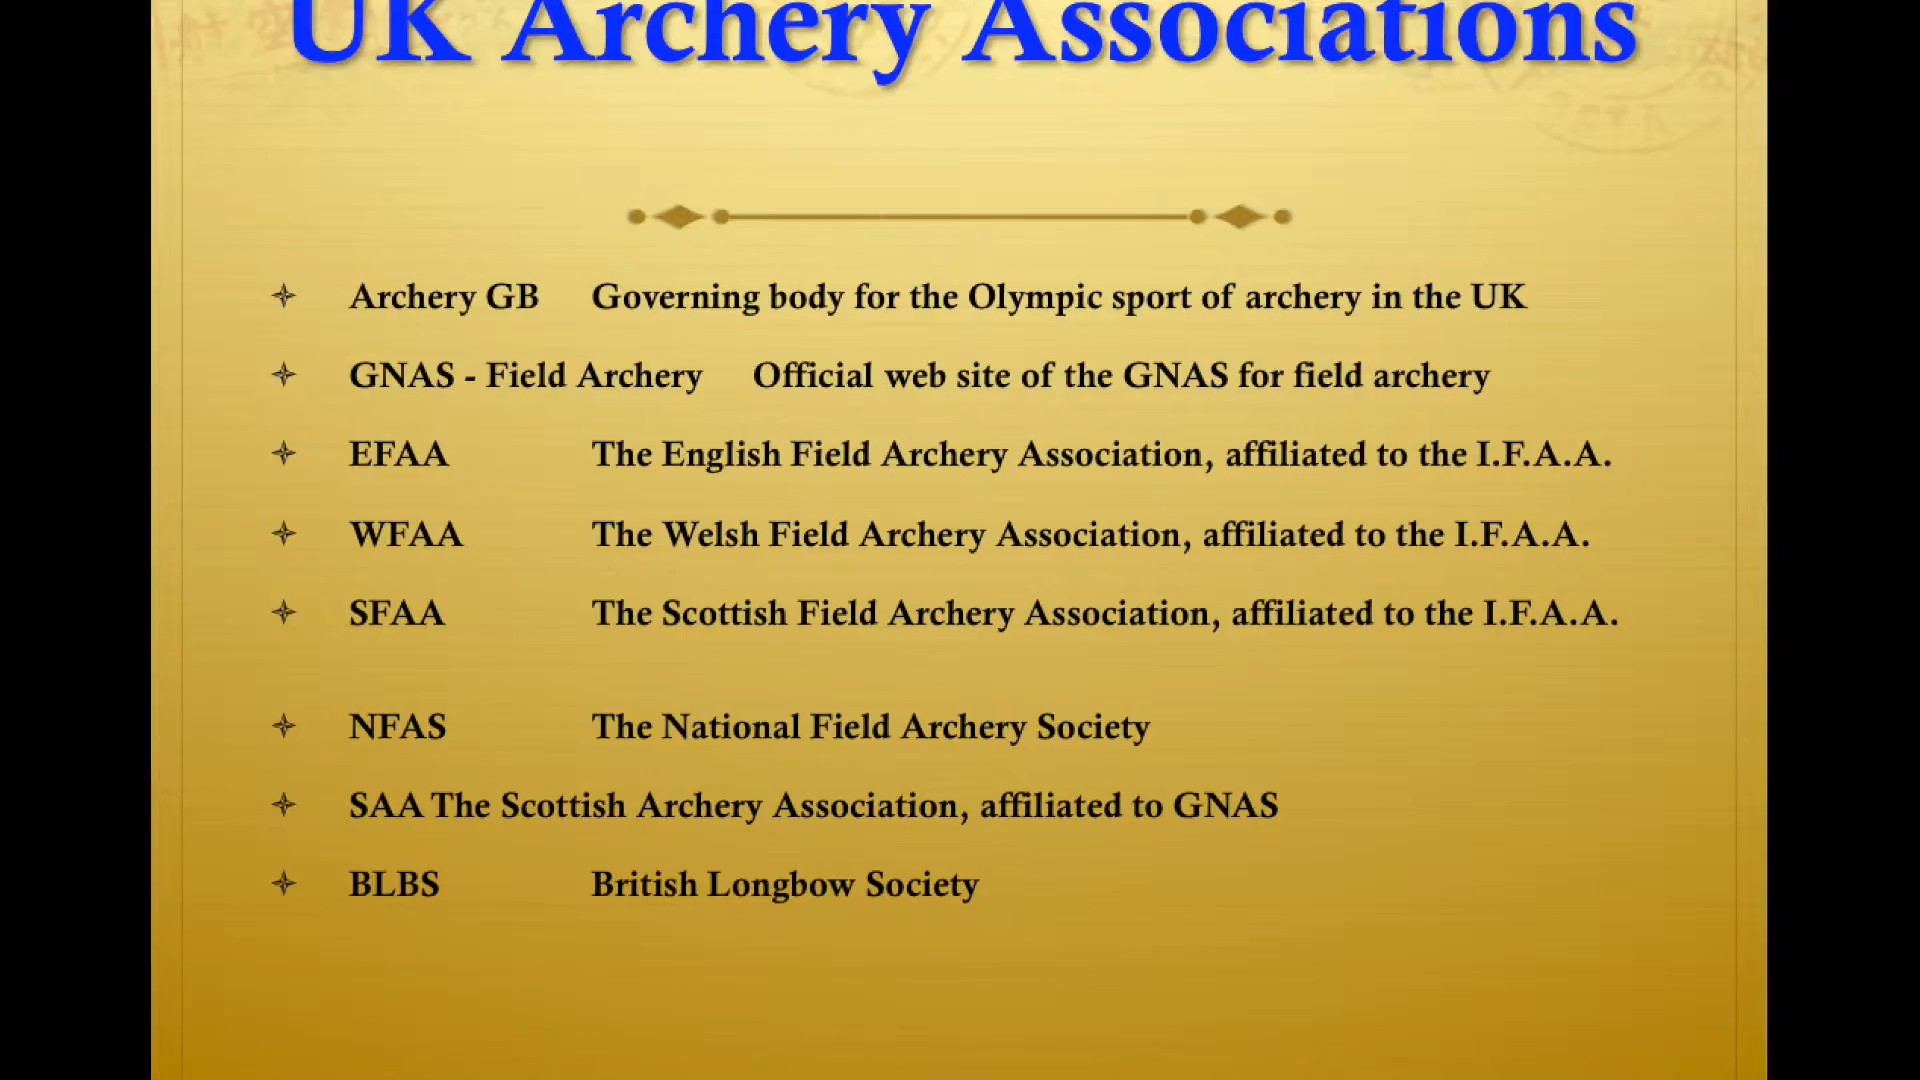 UK Archery Associations
Archery GB Governing body for the Olympic sport of archery in the UK
GNAS - Field Archery Official web site of the GNAS for field archery
EFAA The English Field Archery Association, affiliated to the I.F.A.A.
WFAA The Welsh Field Archery Association, affiliated to the I.F.A.A.
SFAA The Scottish Field Archery Association, affiliated to the I.F.A.A.
NFAS The National Field Archery Society
SAA The Scottish Archery Association, affiliated to GNAS
BLBS British Longbow Society